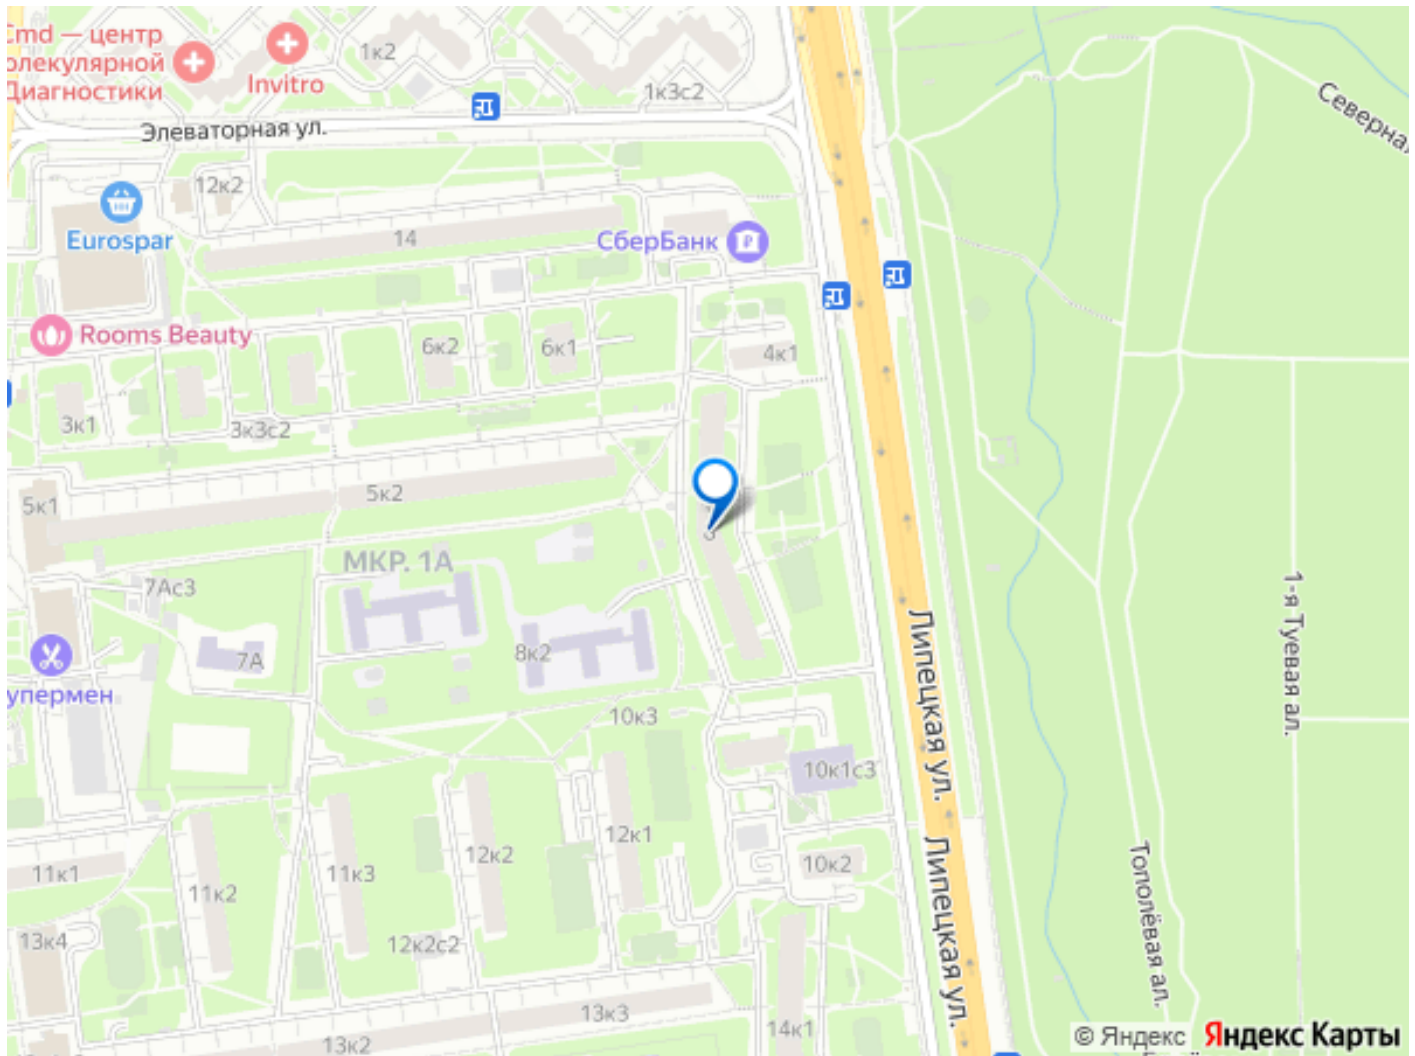 Cmd — центр
олекулярной
Диагностики
Invitro
1к2
1к3с2
Северная
Элеваторная ул.
12к2
Eurospar
14
СберБанк
Rooms Beauty
6к2
6к1
4к1
3к1
3к3с2
5к1
5к2
МКР. 1А
7Ас3
7А
8к2
упермен
10к3
10к1с3
Липецкая ул.
1-я Туевая ал.
11к1
11к2
11к3
12к2
12к1
10к2
Липецкая ул.
Тополёвая ал.
13к4
12к2с2
13к3
13к2
14к1
© Яндекс Яндекс Карты